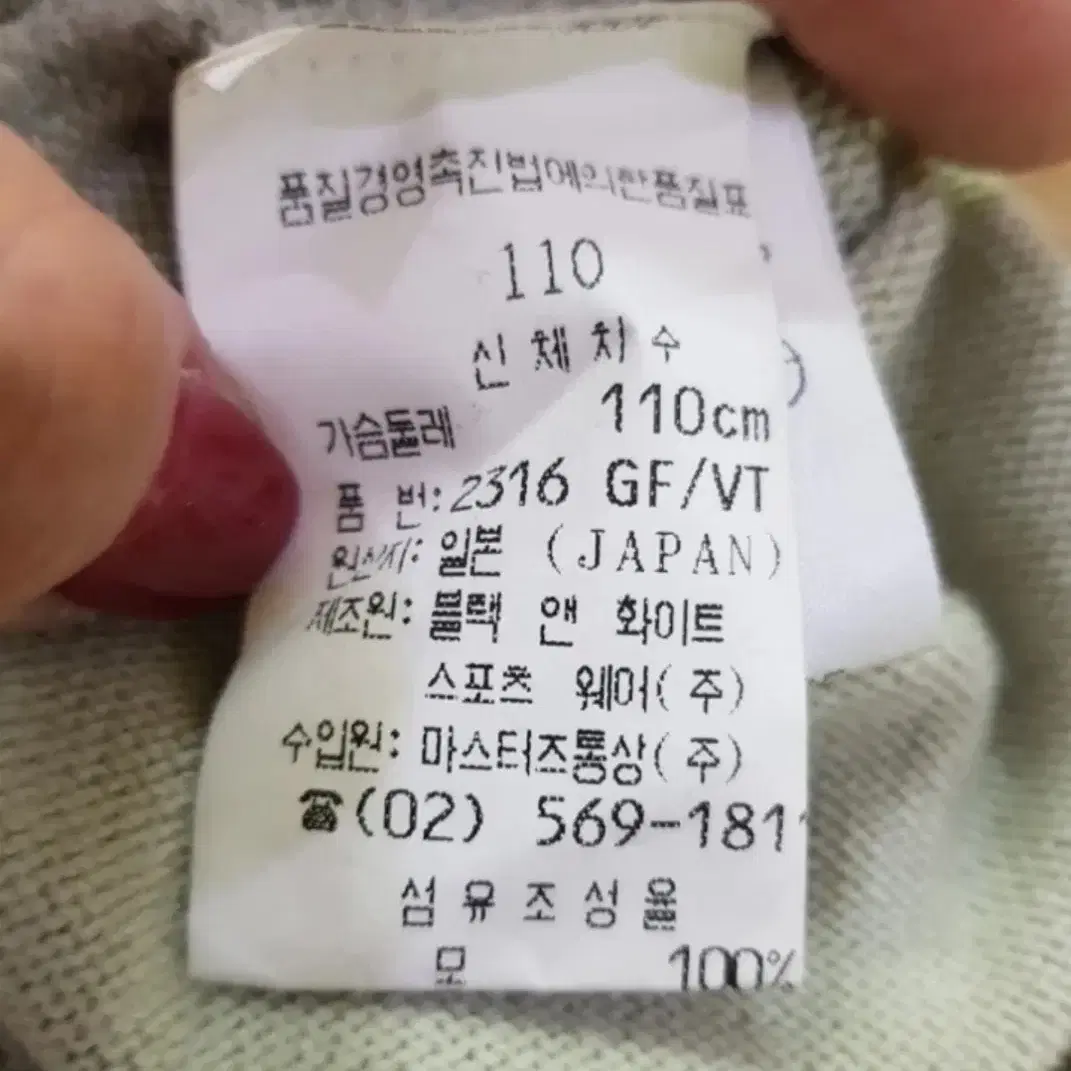 품질경영촉진법에의한품질표
110
신체치수
가슴둘레 110cm
품 번: 2316 GF/VT
원산지: 일본 (JAPAN)
제조원: 블랙 앤 화이트
스포츠 웨어(주)
수입원: 마스터즈통상(주)
☎(02) 569-1811
섬유조성율
모 100%